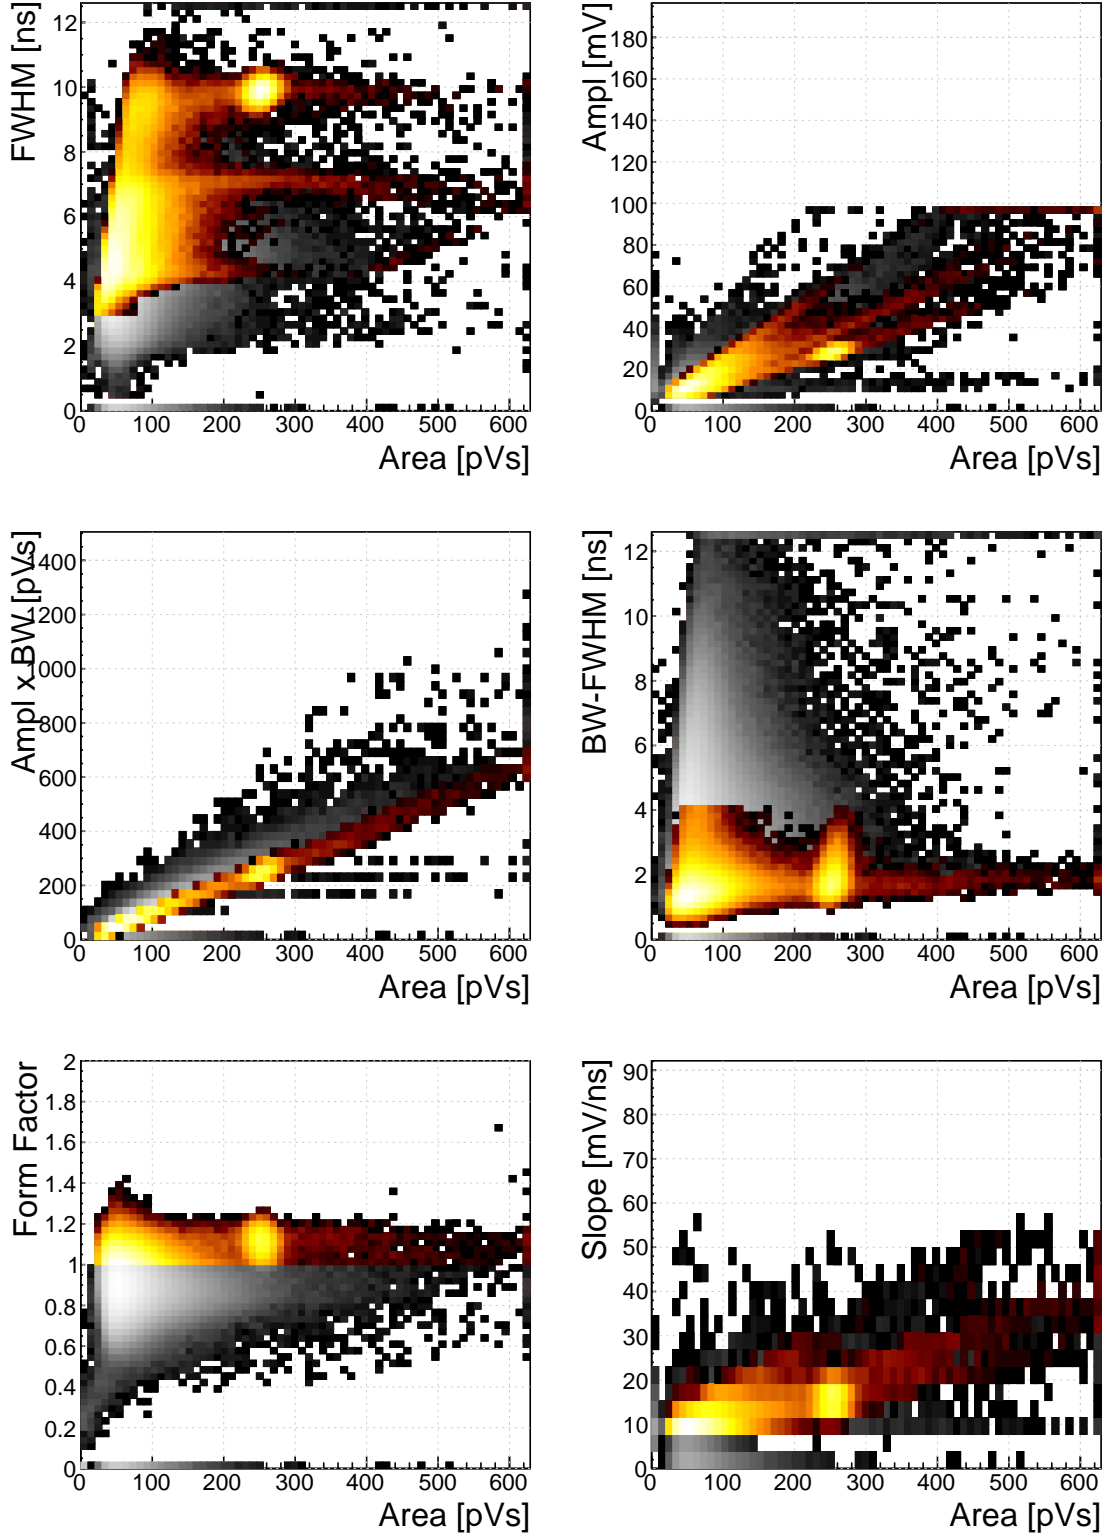 FWHM [ns]
12
10
8
6
4
2
0
0 100 200 300 400 500 600
Area [pVs]
Ampl [mV]
180
160
140
120
100
80
60
40
20
0
0 100 200 300 400 500 600
Area [pVs]
Ampl x BW [pVs]
1400
1200
1000
800
600
400
200
0
0 100 200 300 400 500 600
Area [pVs]
BW-FWHM [ns]
12
10
8
6
4
2
0
0 100 200 300 400 500 600
Area [pVs]
Form Factor
2
1.8
1.6
1.4
1.2
1
0.8
0.6
0.4
0.2
0
0 100 200 300 400 500 600
Area [pVs]
Slope [mV/ns]
90
80
70
60
50
40
30
20
10
0
0 100 200 300 400 500 600
Area [pVs]